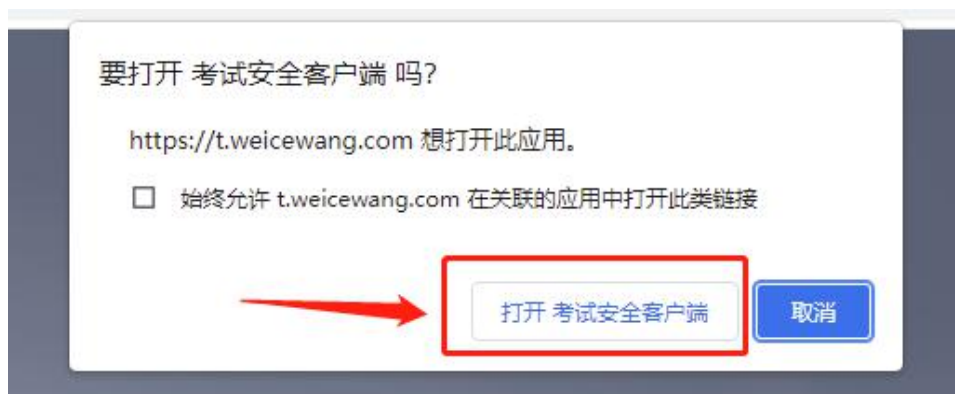 要打开 考试安全客户端 吗?
https://t.weicewang.com 想打开此应用。
始终允许 t.weicewang.com 在关联的应用中打开此类链接
打开 考试安全客户端
取消